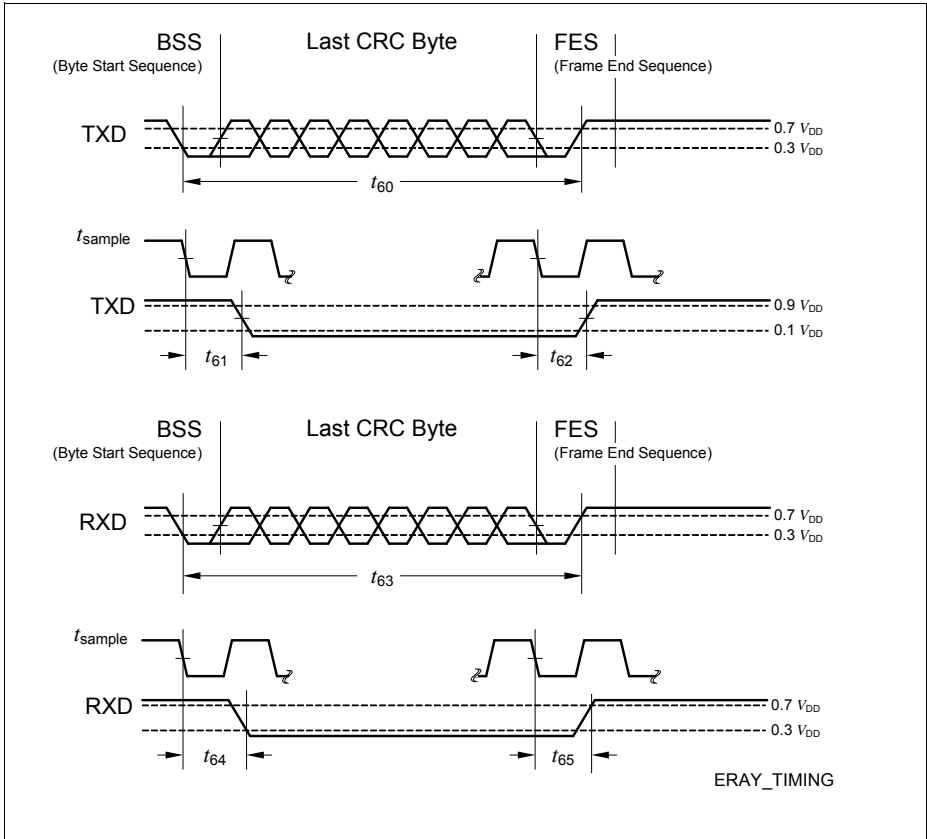 BSS Last CRC Byte FES
(Byte Start Sequence) (Frame End Sequence)
TXD
0.7 VDD
0.3 VDD
t60
tsample
TXD
0.9 VDD
0.1 VDD
t61 t62
BSS Last CRC Byte FES
(Byte Start Sequence) (Frame End Sequence)
RXD
0.7 VDD
0.3 VDD
t63
tsample
RXD
0.7 VDD
0.3 VDD
t64 t65
ERAY_TIMING